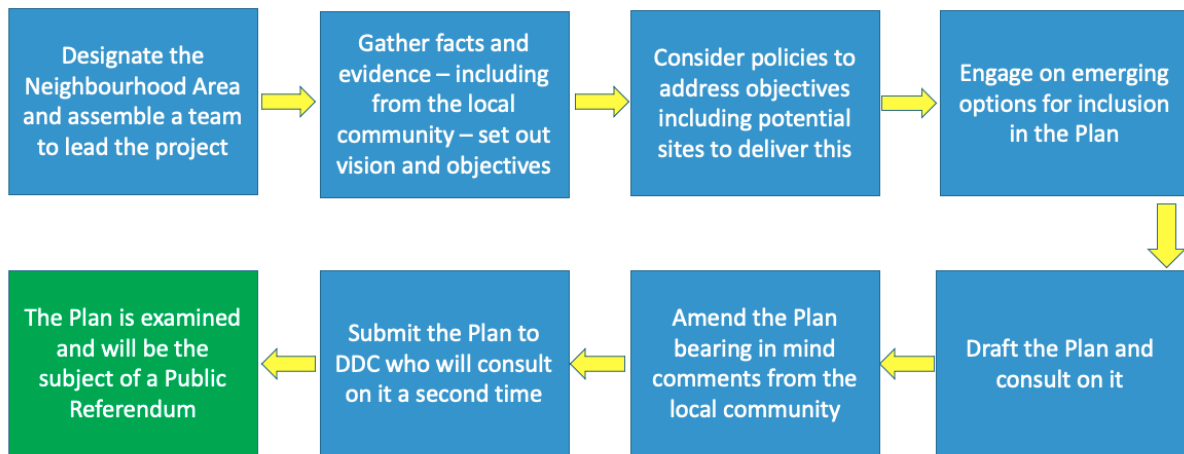 Designate the
Neighbourhood Area
and assemble a team
to lead the project
Gather facts and
evidence – including
from the local
community – set out
vision and objectives
Consider policies to
address objectives
including potential
sites to deliver this
Engage on emerging
options for inclusion
in the Plan
Draft the Plan and
consult on it
Amend the Plan
bearing in mind
comments from the
local community
Submit the Plan to
DDC who will consult
on it a second time
The Plan is examined
and will be the
subject of a Public
Referendum